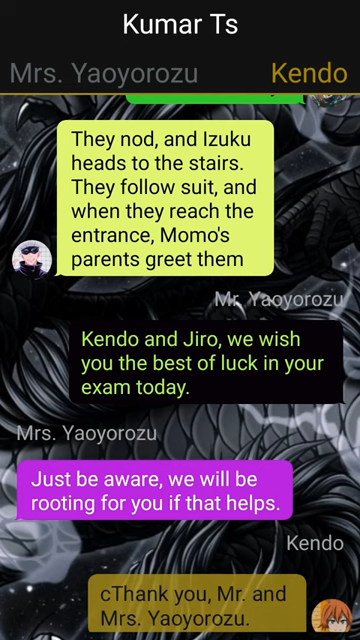 Kumar Ts
Mrs. Yaoyorozu Kendo
They nod, and Izuku
heads to the stairs.
They follow suit, and
when they reach the
entrance, Momo's
parents greet them
Mr. Yaoyorozu
Kendo and Jiro, we wish
you the best of luck in your
exam today.
Mrs. Yaoyorozu
Just be aware, we will be
rooting for you if that helps.
Kendo
cThank you, Mr. and
Mrs. Yaoyorozu.